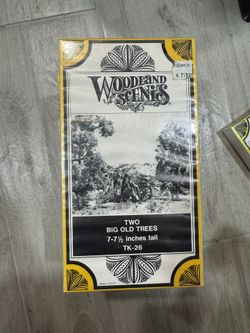 WOODLAND
SCENICS
TWO
BIG OLD TREES
7-7½ inches tall
TK-26